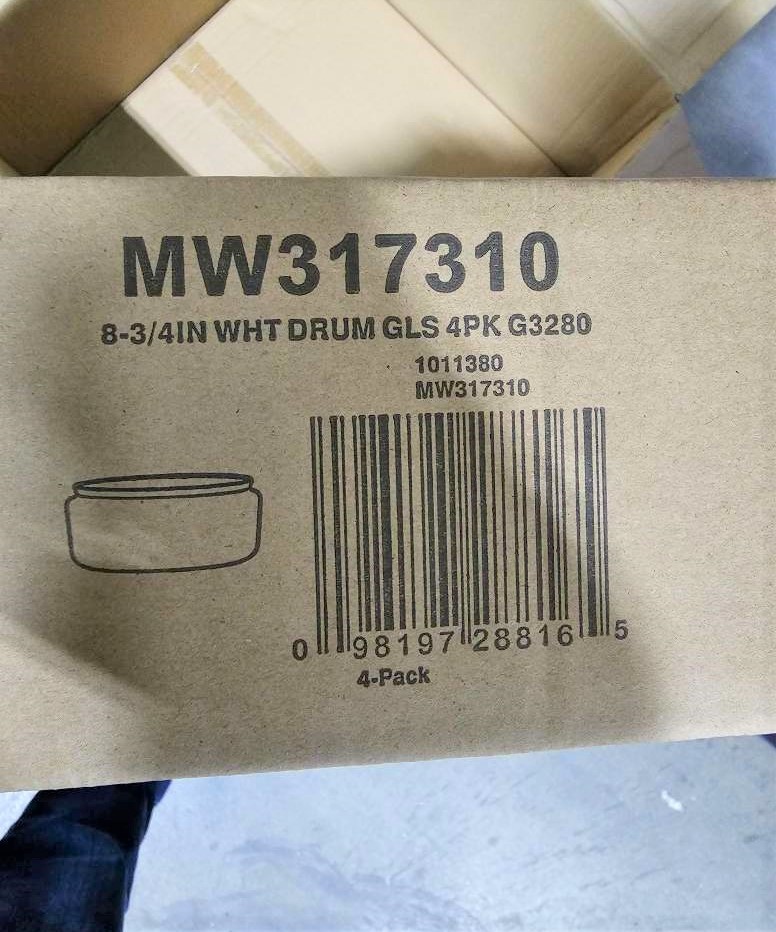 MW317310
8-3/4IN WHT DRUM GLS 4PK G3280
1011380
MW317310
0 98197 28816 5
4-Pack